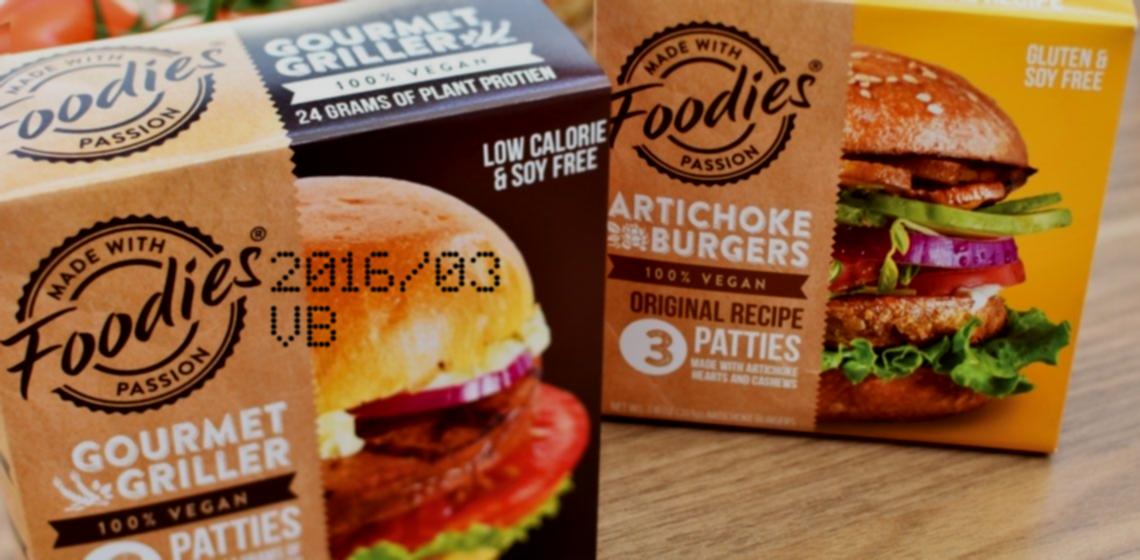 MADE WITH
Foodies®
PASSION
GOURMET
GRILLER
100% VEGAN
24 GRAMS OF PLANT PROTIEN
LOW CALORIE
& SOY FREE
MADE WITH
Foodies®
PASSION
2016/03
VB
GOURMET
GRILLER
100% VEGAN
PATTIES
RECIPE
GLUTEN &
SOY FREE
MADE WITH
Foodies®
PASSION
ARTICHOKE
BURGERS
100% VEGAN
ORIGINAL RECIPE
3 PATTIES
MADE WITH ARTICHOKE
HEARTS AND CASHEWS